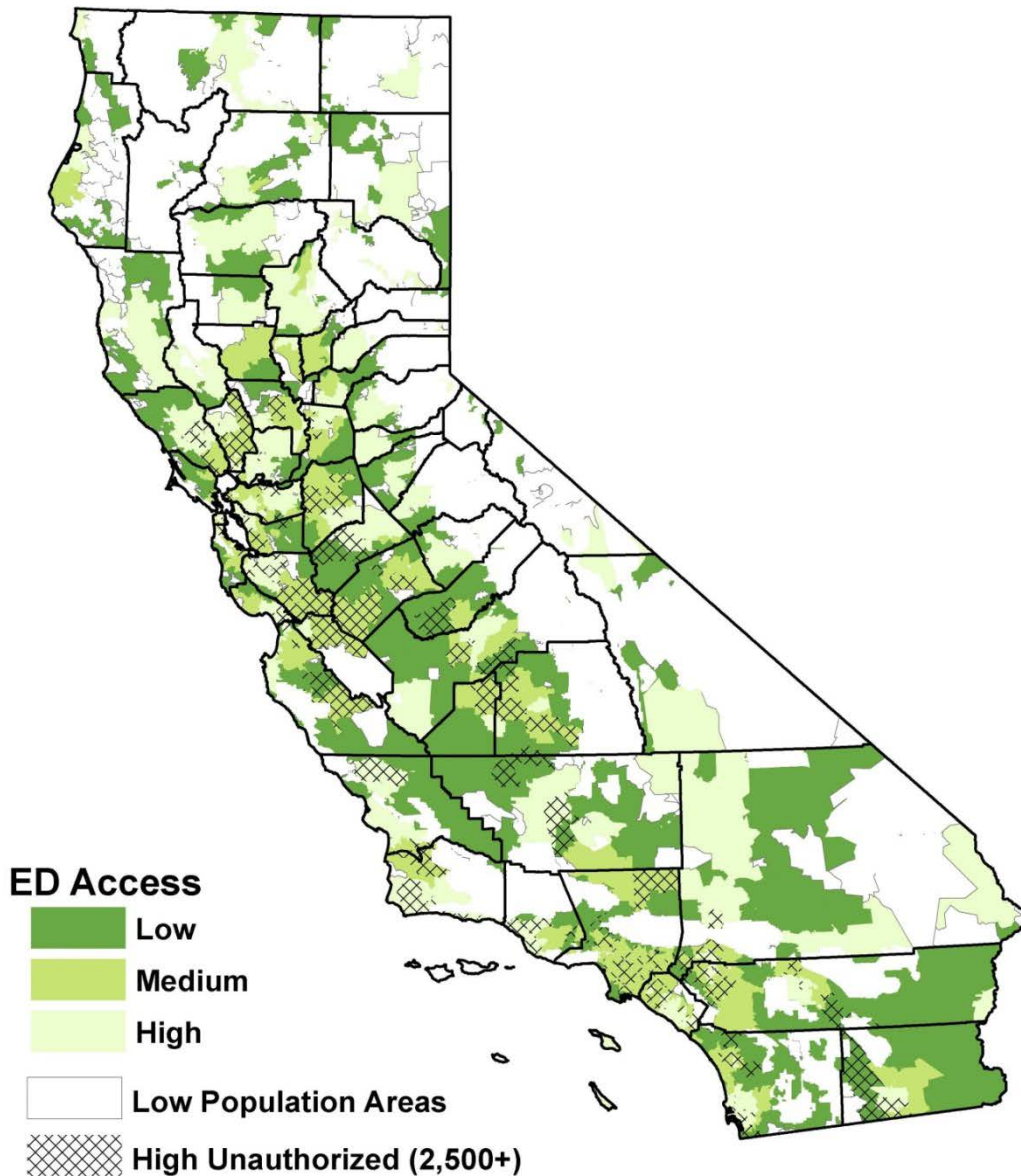 ED Access
Low
Medium
High
Low Population Areas
High Unauthorized (2,500+)